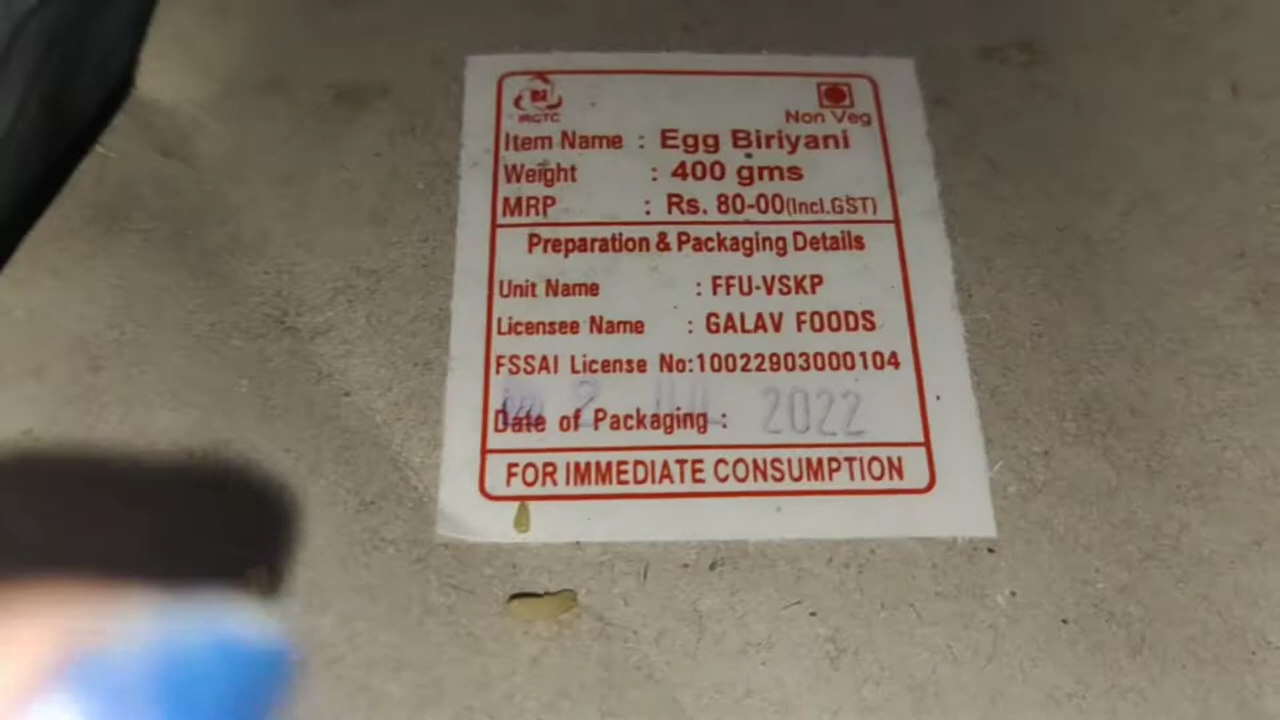 IRCTC
Non Veg
Item Name : Egg Biriyani
Weight : 400 gms
MRP : Rs. 80-00(Incl.GST)
Preparation & Packaging Details
Unit Name : FFU-VSKP
Licensee Name : GALAV FOODS
FSSAI License No:10022903000104
Date of Packaging : 2022
FOR IMMEDIATE CONSUMPTION